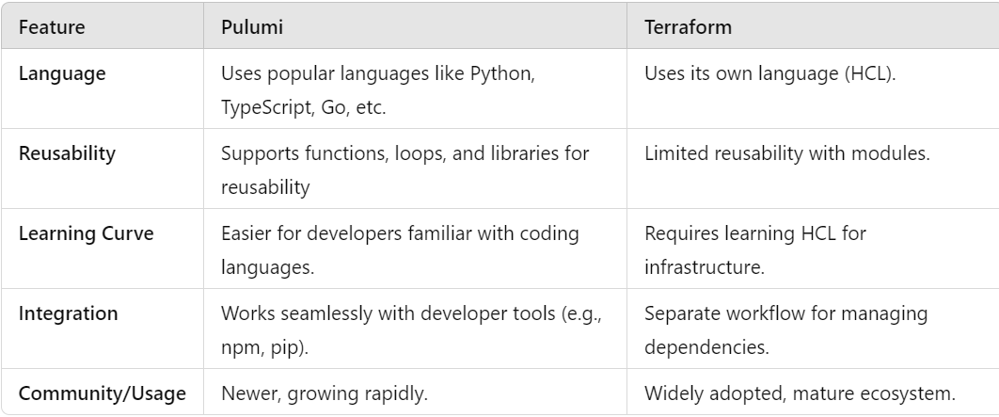 Feature Pulumi Terraform
Language Uses popular languages like Python, Uses its own language (HCL).
TypeScript, Go, etc.
Reusability Supports functions, loops, and libraries for Limited reusability with modules.
reusability
Learning Curve Easier for developers familiar with coding Requires learning HCL for
languages. infrastructure.
Integration Works seamlessly with developer tools (e.g., Separate workflow for managing
npm, pip). dependencies.
Community/Usage Newer, growing rapidly. Widely adopted, mature ecosystem.